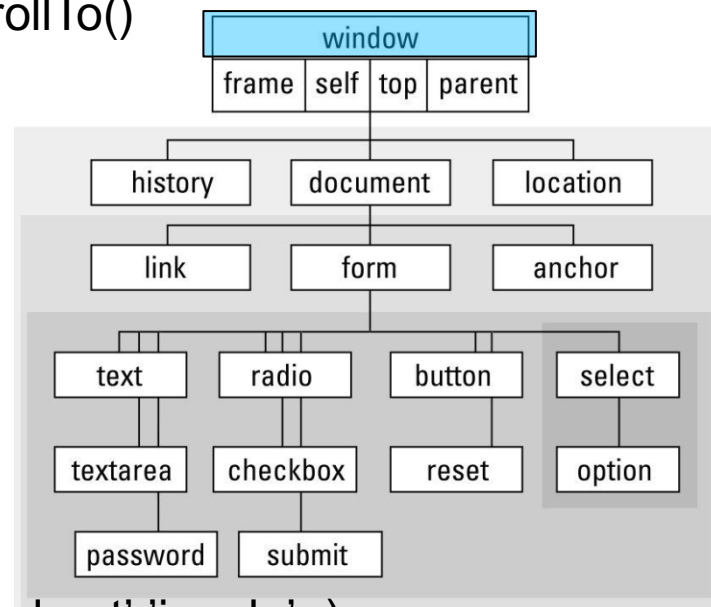 rollTo()
window
frame self top parent
history document location
link form anchor
text radio button select
textarea checkbox reset option
password submit